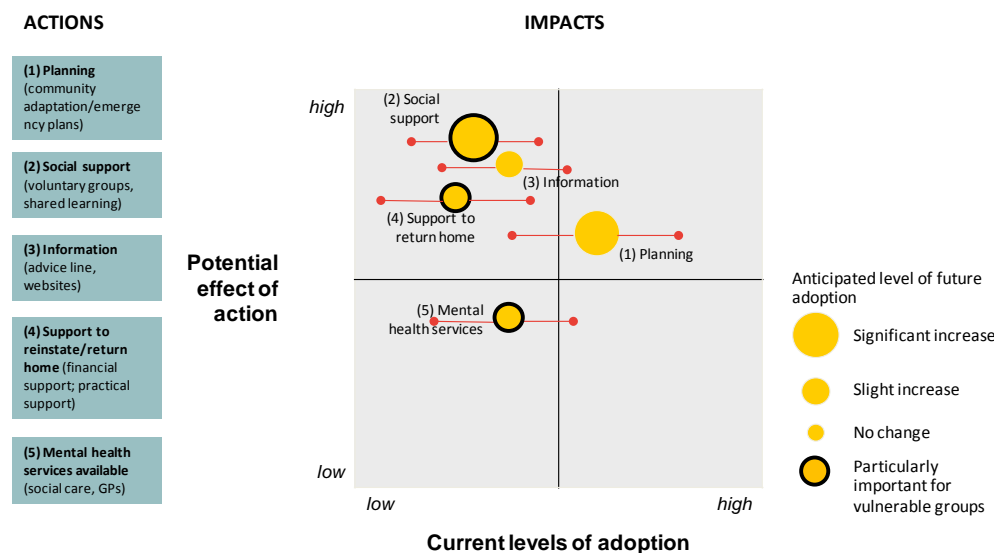 ACTIONS
(1) Planning
(community
adaptation/emerge
ncy plans)
(2) Social support
(voluntary groups,
shared learning)
(3) Information
(advice line,
websites)
(4) Support to
reinstate/return
home (financial
support; practical
support)
(5) Mental health
services available
(social care, GPs)
IMPACTS
Potential
effect of
action
high
low
(2) Social
support
(3) Information
(4) Support to
return home
(1) Planning
(5) Mental
health services
low
high
Current levels of adoption
Anticipated level of future
adoption
Significant increase
Slight increase
No change
Particularly
important for
vulnerable groups